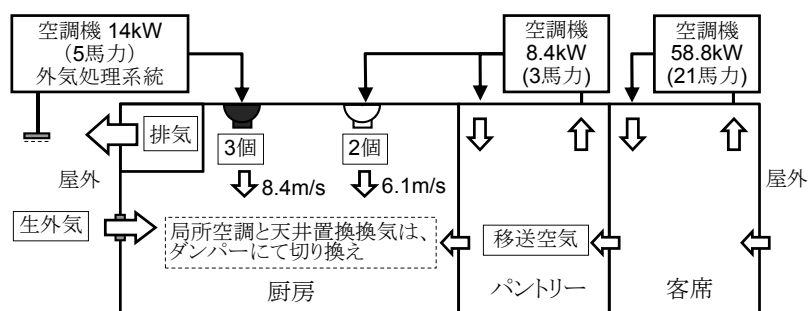 空調機 14kW
（5馬力）
外気処理系統
空調機
8.4kW
(3馬力)
空調機
58.8kW
(21馬力)
排気
3個
2個
8.4m/s
6.1m/s
屋外
屋外
生外気
局所空調と天井置換換気は、
ダンパーにて切り換え
移送空気
厨房
パントリー
客席